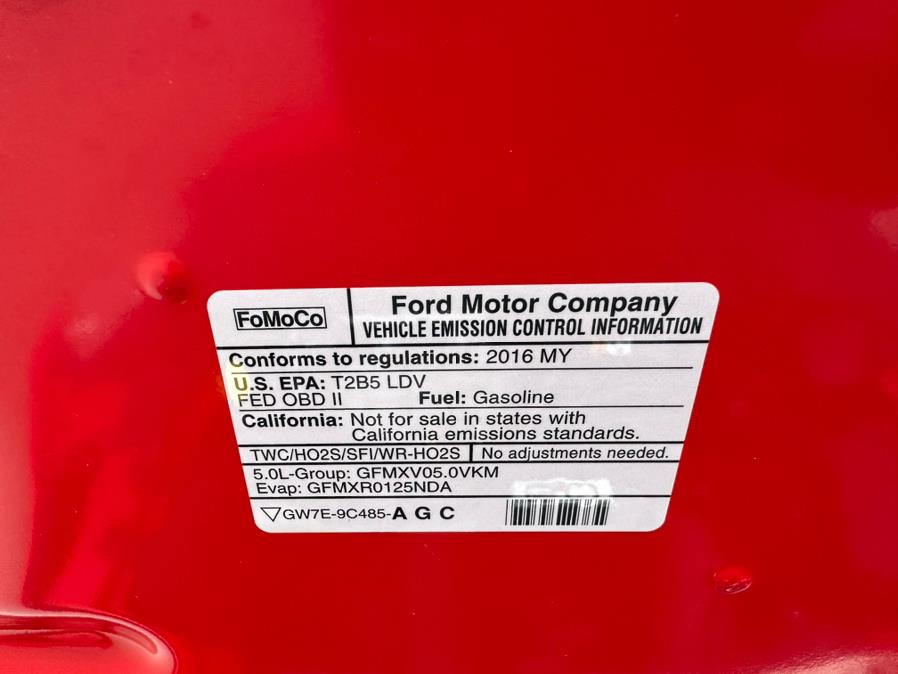 FoMoCo
Ford Motor Company
VEHICLE EMISSION CONTROL INFORMATION
Conforms to regulations: 2016 MY
U.S. EPA: T2B5 LDV
FED OBD II Fuel: Gasoline
California: Not for sale in states with
California emissions standards.
TWC/HO2S/SFI/WR-HO2S No adjustments needed.
5.0L-Group: GFMXV05.0VKM
Evap: GFMXR0125NDA
▽GW7E-9C485-A G C